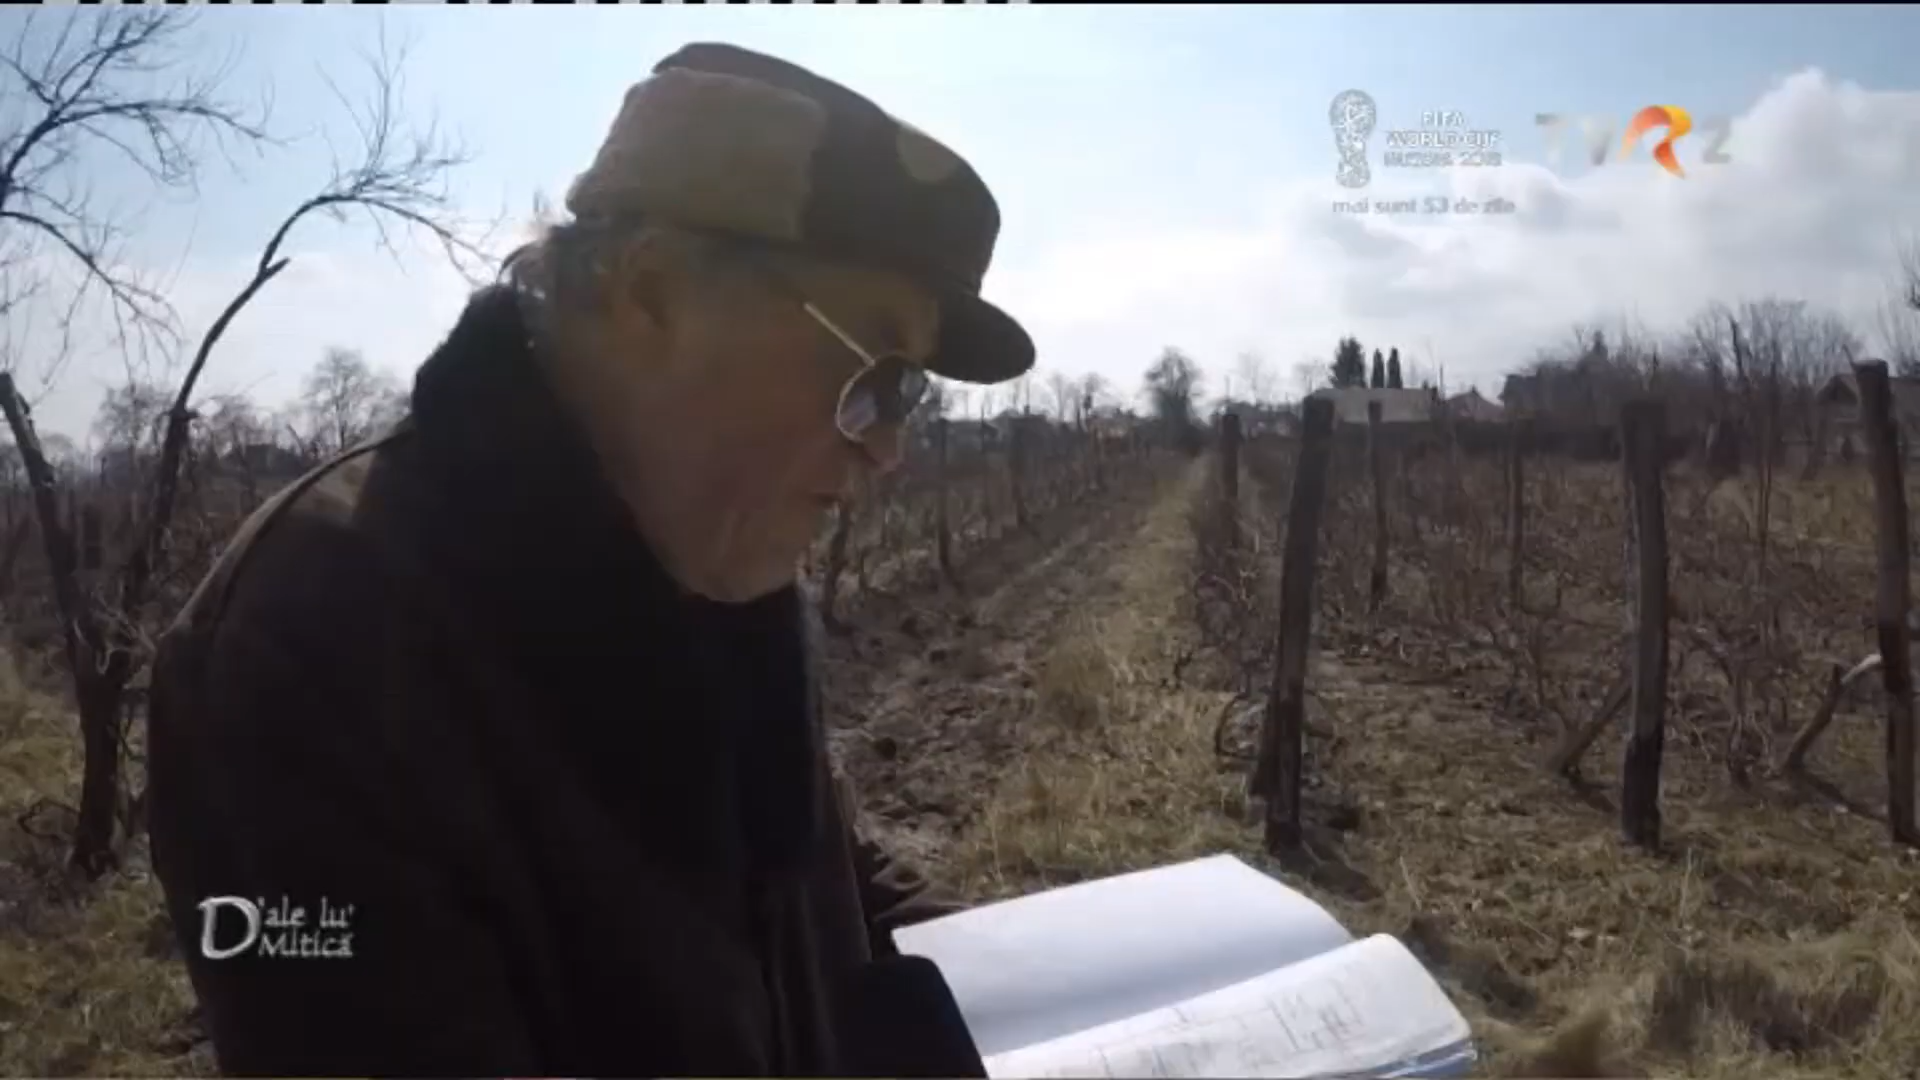 FIFA
WORLD CUP
RUSSIA 2018
TVR2
mai sunt 53 de zile
D'ale lu'
Mitică